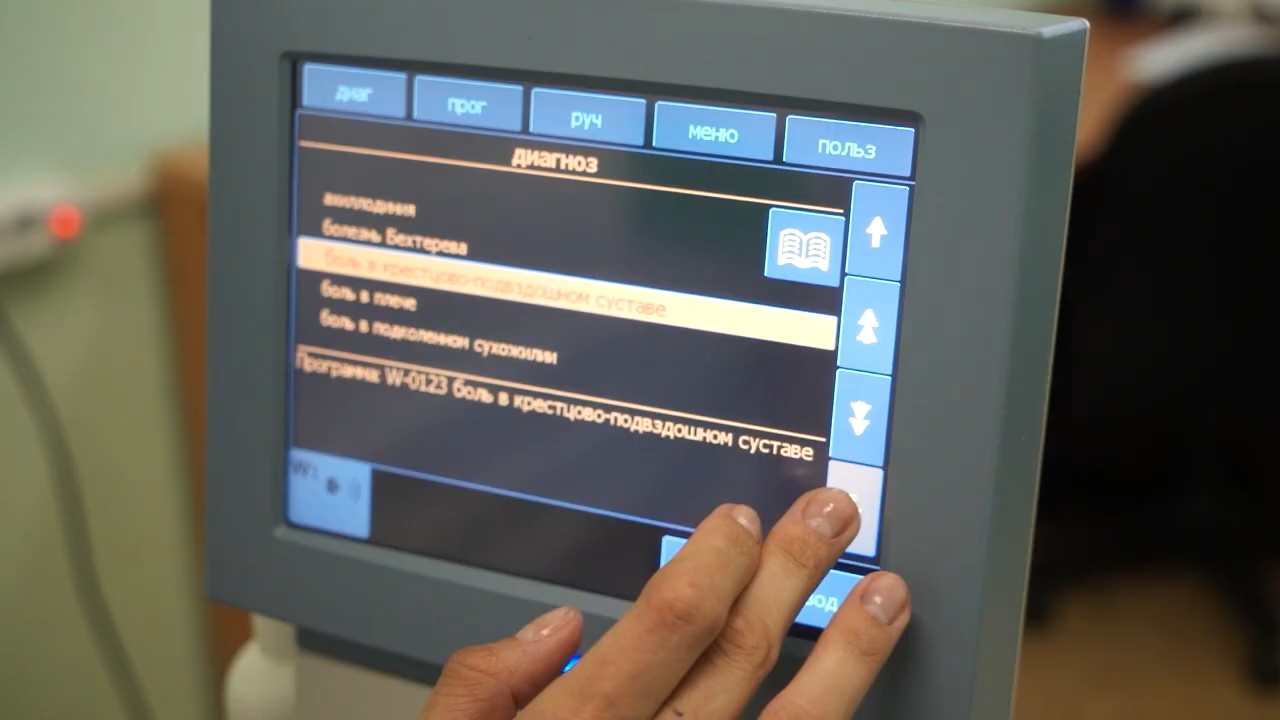 диаг прог руч меню польз
диагноз
ахиллодиния
болезнь Бехтерева
боль в крестцово-подвздошном суставе
боль в плече
боль в подколенном сухожилии
Программа: W-0123 боль в крестцово-подвздошном суставе